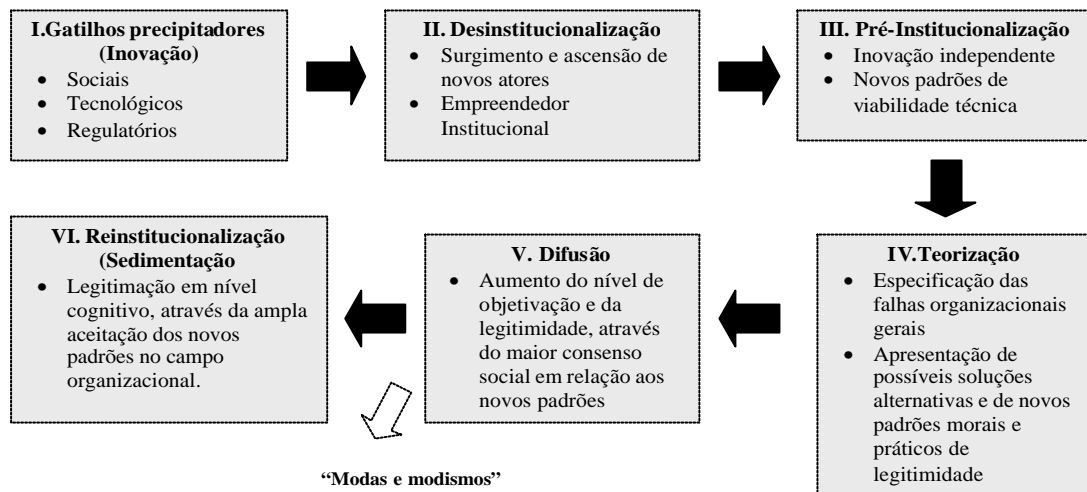 I.Gatilhos precipitadores
(Inovação)
• Sociais
• Tecnológicos
• Regulatórios
II. Desinstitucionalização
• Surgimento e ascensão de
novos atores
• Empreendedor
Institucional
III. Pré-Institucionalização
• Inovação independente
• Novos padrões de
viabilidade técnica
IV.Teorização
• Especificação das
falhas organizacionais
gerais
• Apresentação de
possíveis soluções
alternativas e de novos
padrões morais e
práticos de
legitimidade
V. Difusão
• Aumento do nível de
objetivação e da
legitimidade, através
do maior consenso
social em relação aos
novos padrões
VI. Reinstitucionalização
(Sedimentação
• Legitimação em nível
cognitivo, através da ampla
aceitação dos novos
padrões no campo
organizacional.
“Modas e modismos”